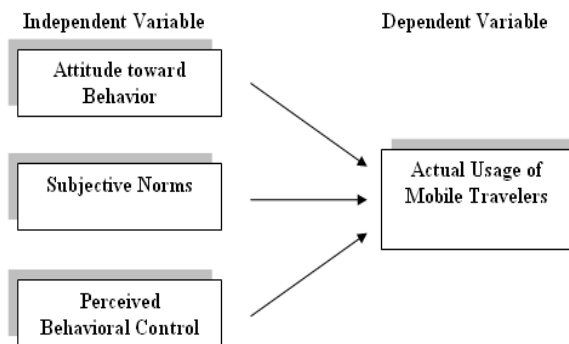 Independent Variable
Dependent Variable
Attitude toward
Behavior
Subjective Norms
Actual Usage of
Mobile Travelers
Perceived
Behavioral Control